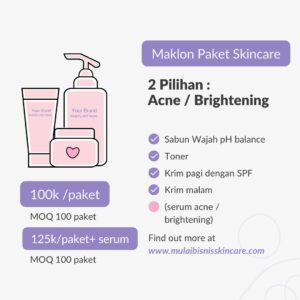 Maklon Paket Skincare
2 Pilihan :
Acne / Brightening
Your Brand
Your Brand
Sabun Wajah pH balance
Toner
Krim pagi dengan SPF
Krim malam
(serum acne /
brightening)
100k /paket
MOQ 100 paket
125k/paket+ serum
MOQ 100 paket
Find out more at
www.mulaibisnisskincare.com